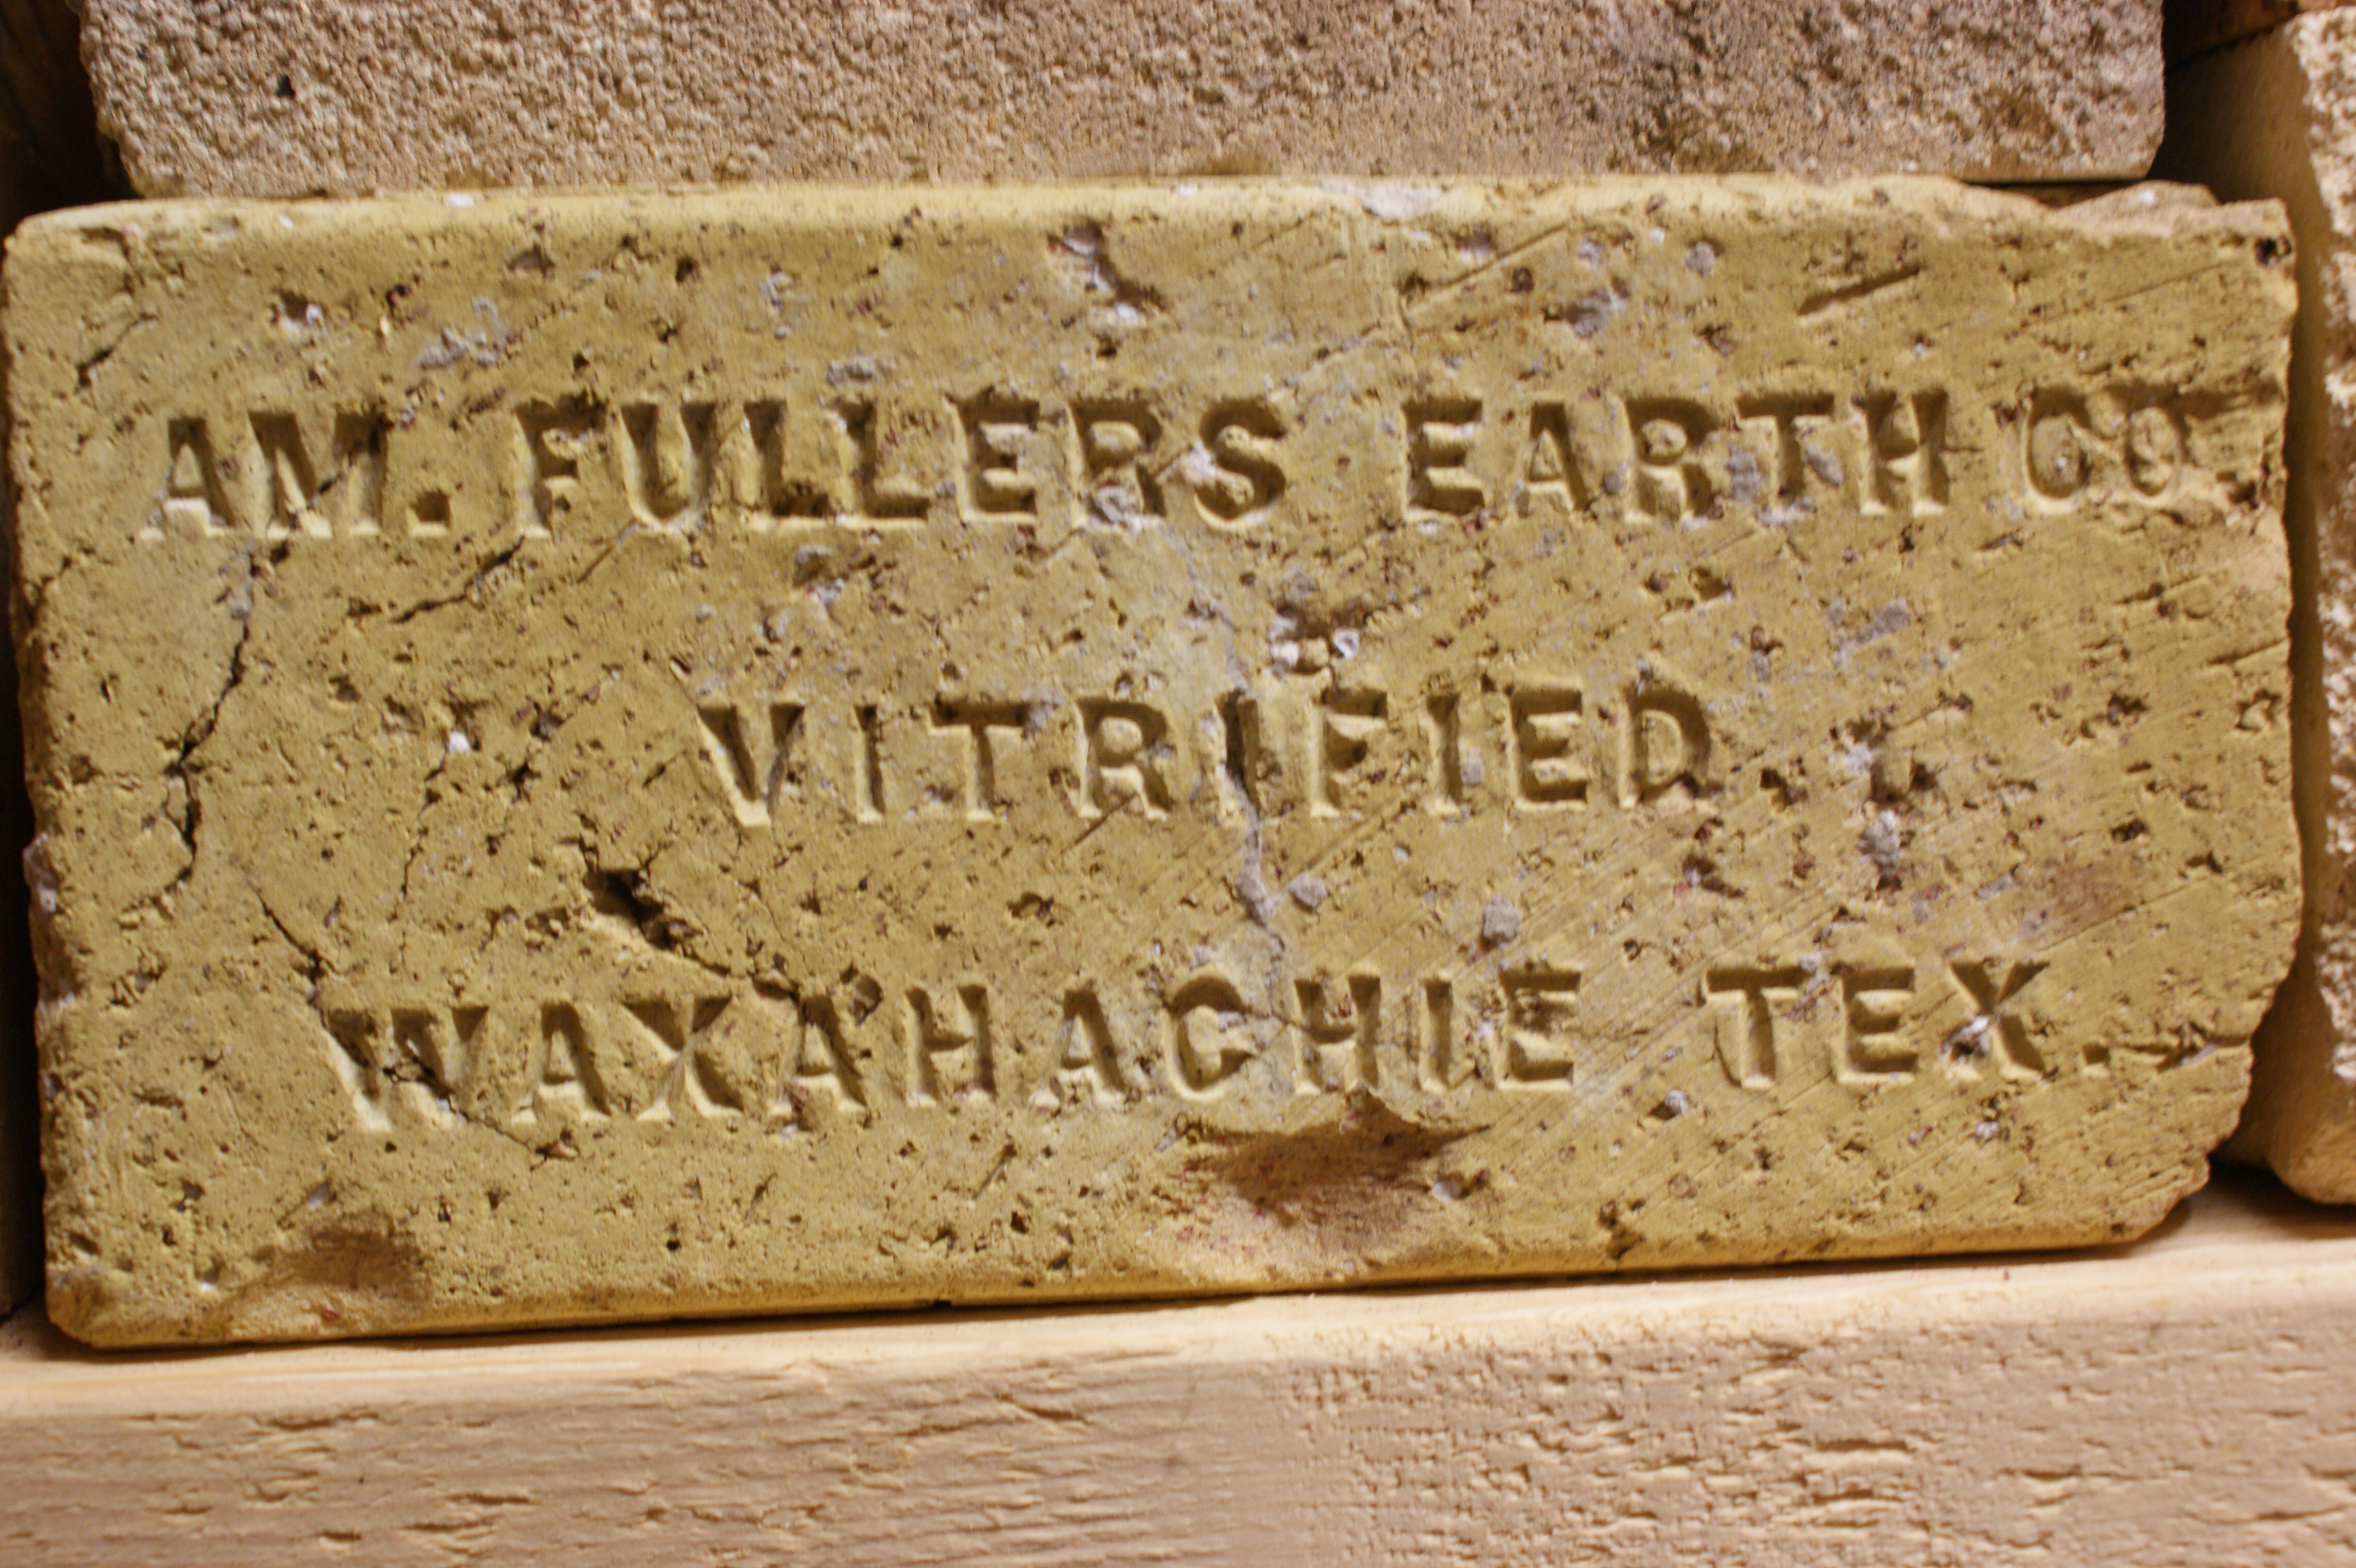 AM. FULLERS EARTH CO
VITRIFIED
WAXAHACHIE TEX.